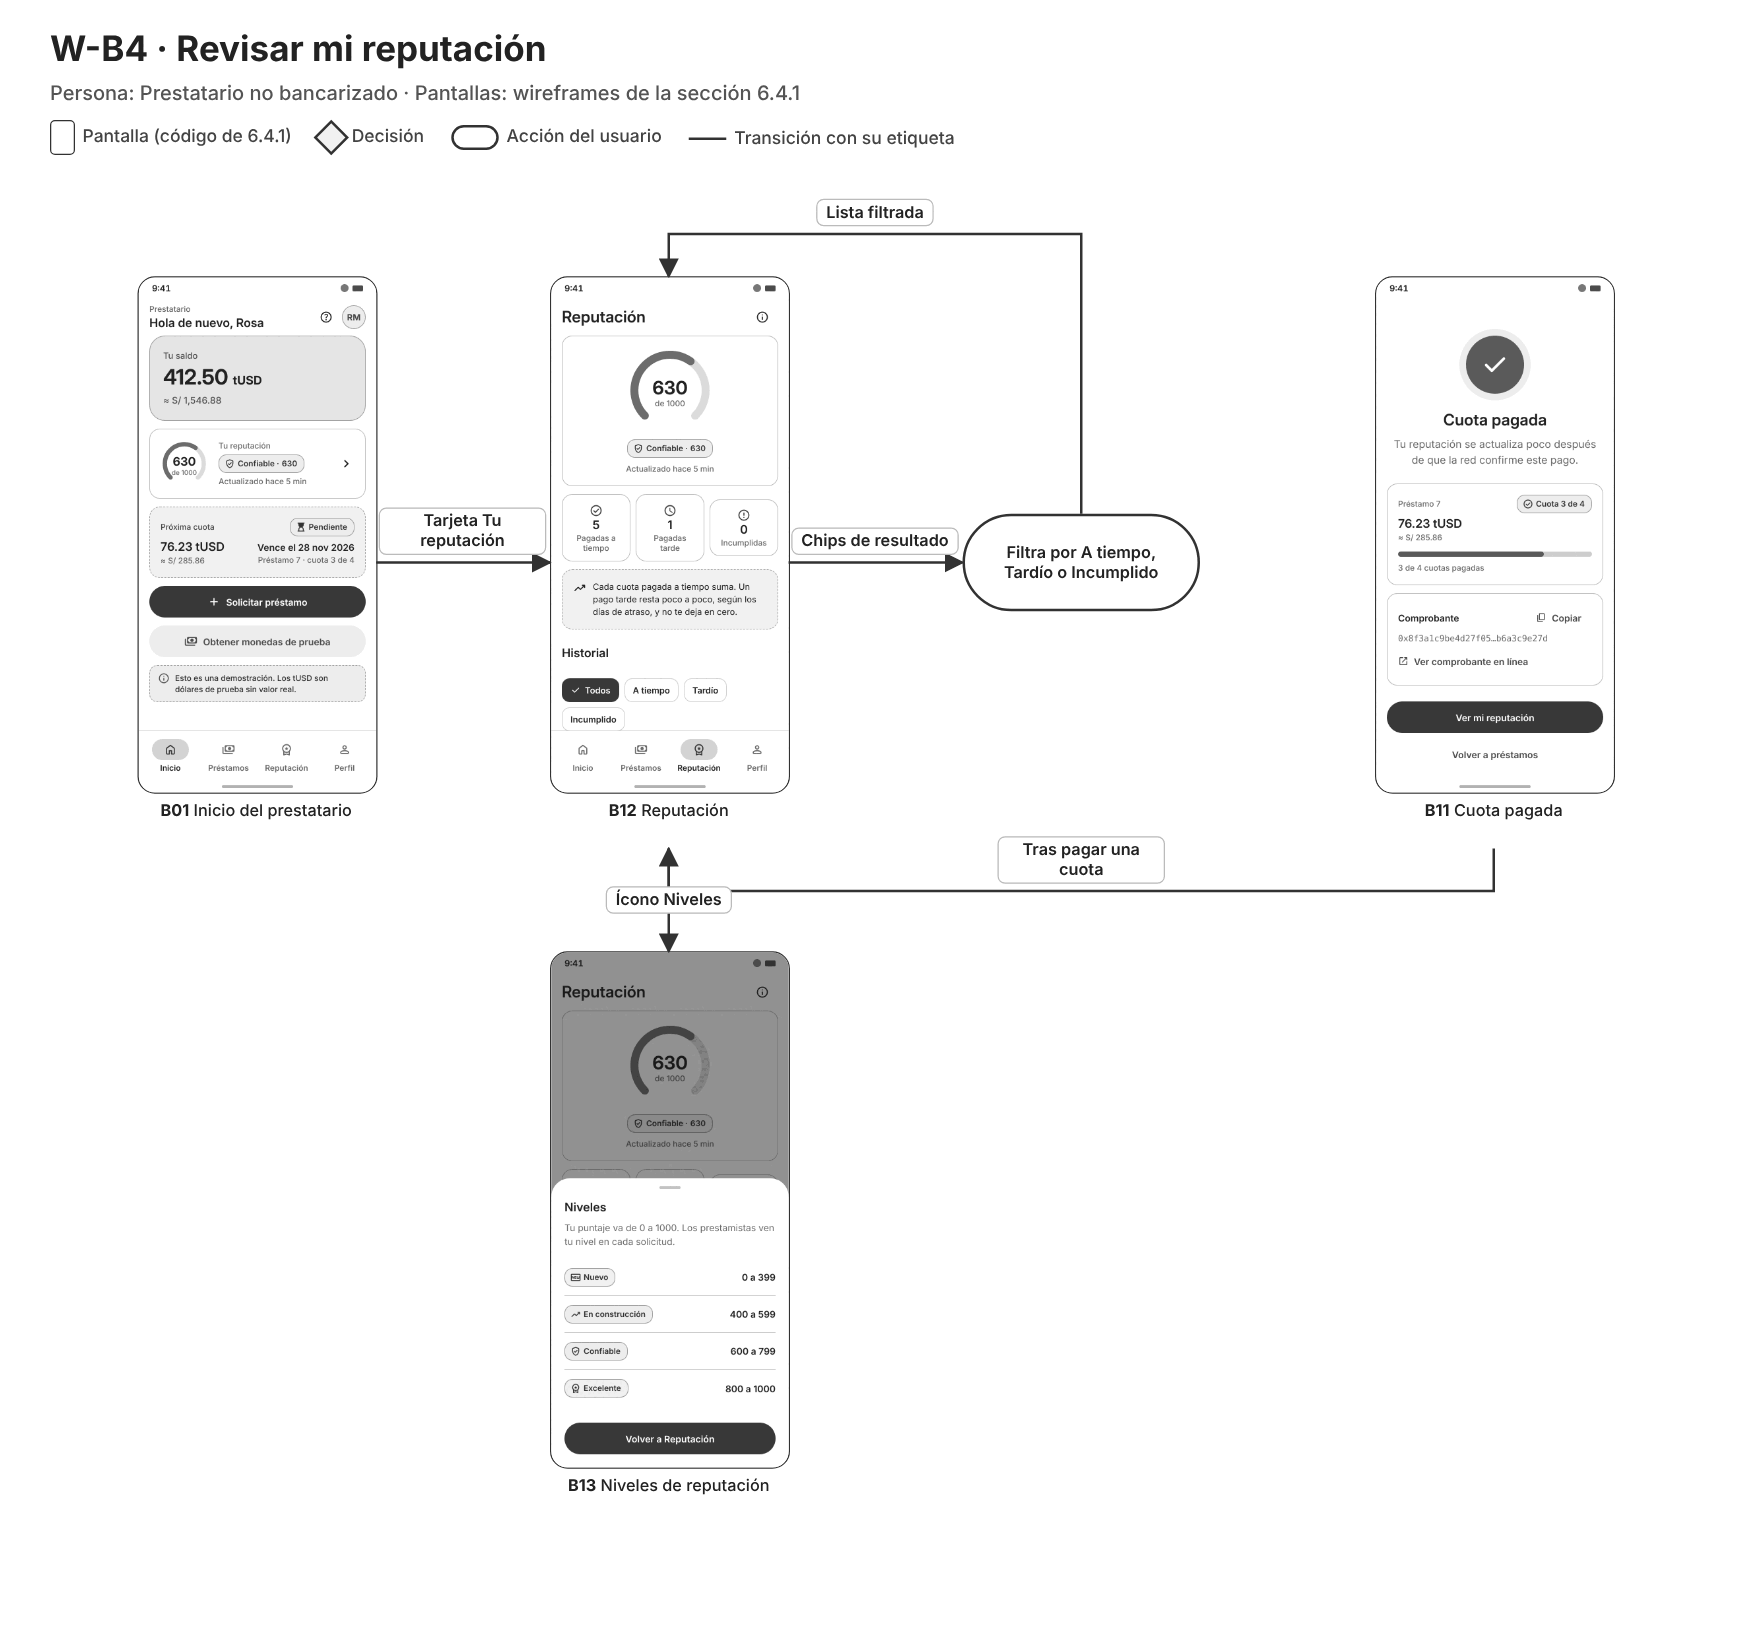 W-B4 · Revisar mi reputación
Persona: Prestatario no bancarizado · Pantallas: wireframes de la sección 6.4.1
Pantalla (código de 6.4.1)
Decisión
Acción del usuario
Transición con su etiqueta
Lista filtrada
9:41
Prestatario
Hola de nuevo, Rosa
RM
Tu saldo
412.50 tUSD
≈ S/ 1,546.88
630
de 1000
Tu reputación
Confiable · 630
Actualizado hace 5 min
Próxima cuota
Pendiente
76.23 tUSD
Vence el 28 nov 2026
≈ S/ 285.86
Préstamo 7 · cuota 3 de 4
+ Solicitar préstamo
Obtener monedas de prueba
Esto es una demostración. Los tUSD son
dólares de prueba sin valor real.
Inicio
Préstamos
Reputación
Perfil
B01 Inicio del prestatario
Tarjeta Tu
reputación
9:41
Reputación
630
de 1000
Confiable · 630
Actualizado hace 5 min
5
Pagadas a
tiempo
1
Pagadas
tarde
0
Incumplidas
Cada cuota pagada a tiempo suma. Un
pago tarde resta poco a poco, según los
días de atraso, y no te deja en cero.
Historial
Todos
A tiempo
Tardío
Incumplido
Inicio
Préstamos
Reputación
Perfil
B12 Reputación
Chips de resultado
Filtra por A tiempo,
Tardío o Incumplido
9:41
Cuota pagada
Tu reputación se actualiza poco después
de que la red confirme este pago.
Préstamo 7
Cuota 3 de 4
76.23 tUSD
≈ S/ 285.86
3 de 4 cuotas pagadas
Comprobante
Copiar
0x8f3a1c9be4d27f05…b6a3c9e27d
Ver comprobante en línea
Ver mi reputación
Volver a préstamos
B11 Cuota pagada
Tras pagar una
cuota
Ícono Niveles
9:41
Reputación
630
de 1000
Confiable · 630
Actualizado hace 5 min
Niveles
Tu puntaje va de 0 a 1000. Los prestamistas ven
tu nivel en cada solicitud.
Nuevo
0 a 399
En construcción
400 a 599
Confiable
600 a 799
Excelente
800 a 1000
Volver a Reputación
B13 Niveles de reputación